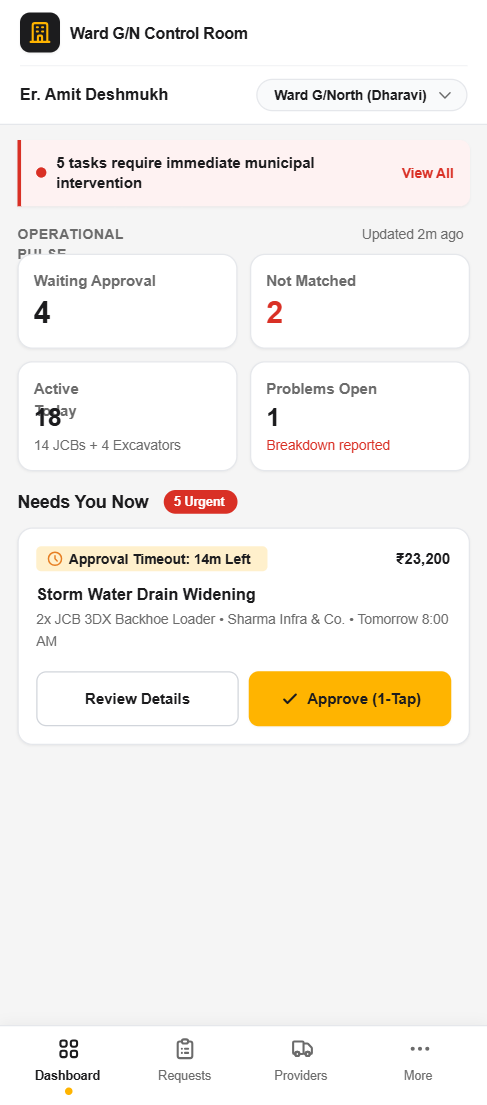 Ward G/N Control Room
Er. Amit Deshmukh
Ward G/North (Dharavi)
5 tasks require immediate municipal
intervention
View All
OPERATIONAL
PULSE
Updated 2m ago
Waiting Approval
4
Not Matched
2
Active
Today
18
14 JCBs + 4 Excavators
Problems Open
1
Breakdown reported
Needs You Now
5 Urgent
Approval Timeout: 14m Left
₹23,200
Storm Water Drain Widening
2x JCB 3DX Backhoe Loader • Sharma Infra & Co. • Tomorrow 8:00
AM
Review Details
Approve (1-Tap)
Dashboard
Requests
Providers
More